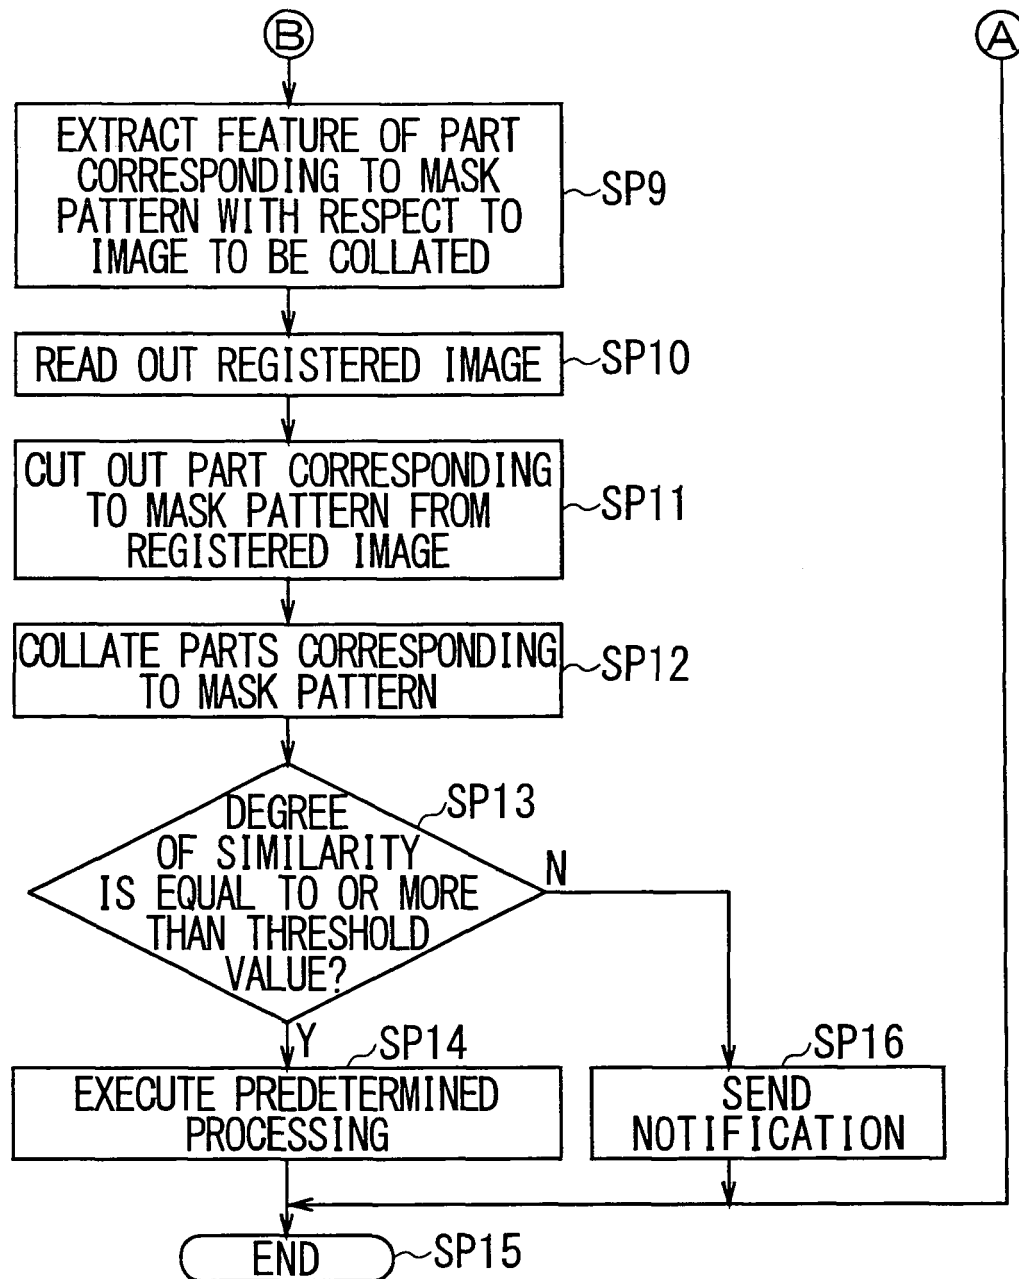 B
A
EXTRACT FEATURE OF PART
CORRESPONDING TO MASK
PATTERN WITH RESPECT TO
IMAGE TO BE COLLATED
SP9
READ OUT REGISTERED IMAGE
SP10
CUT OUT PART CORRESPONDING
TO MASK PATTERN FROM
REGISTERED IMAGE
SP11
COLLATE PARTS CORRESPONDING
TO MASK PATTERN
SP12
DEGREE
OF SIMILARITY
IS EQUAL TO OR MORE
THAN THRESHOLD
VALUE?
SP13
N
Y
SP14
EXECUTE PREDETERMINED
PROCESSING
SP16
SEND
NOTIFICATION
END
SP15